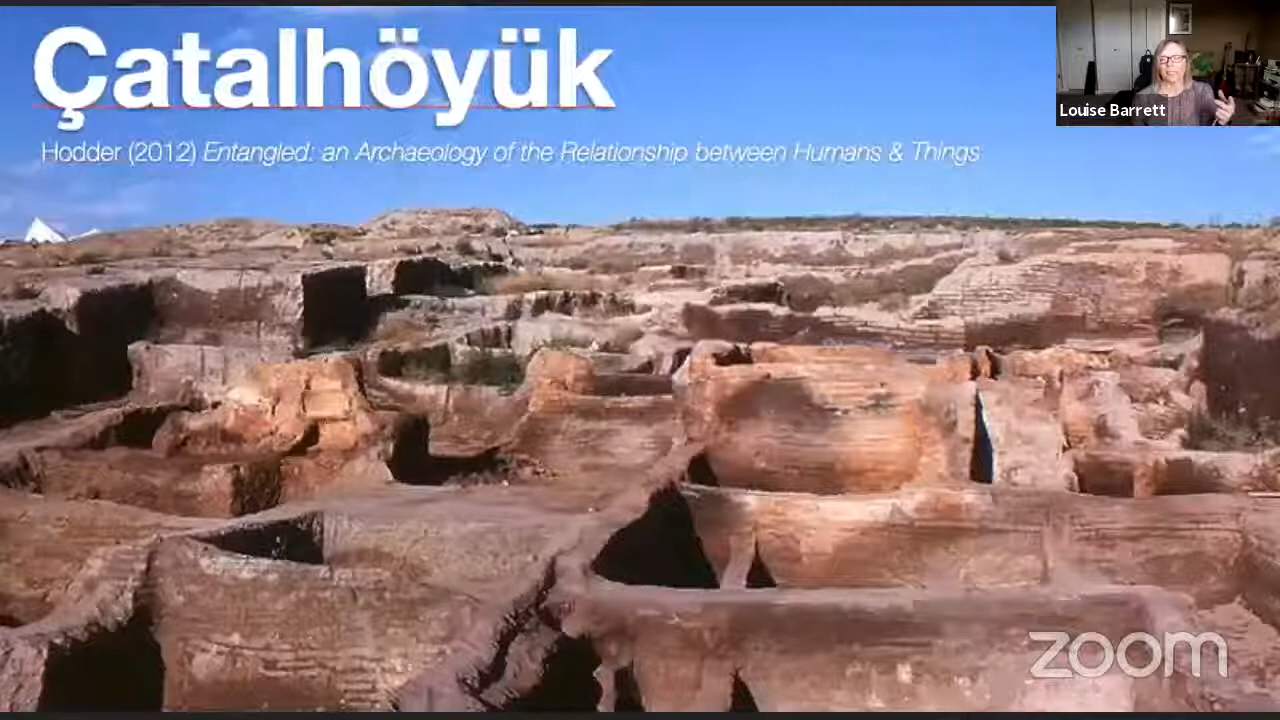 Çatalhöyük
Hodder (2012) Entangled: an Archaeology of the Relationship between Humans & Things
Louise Barrett
zoom